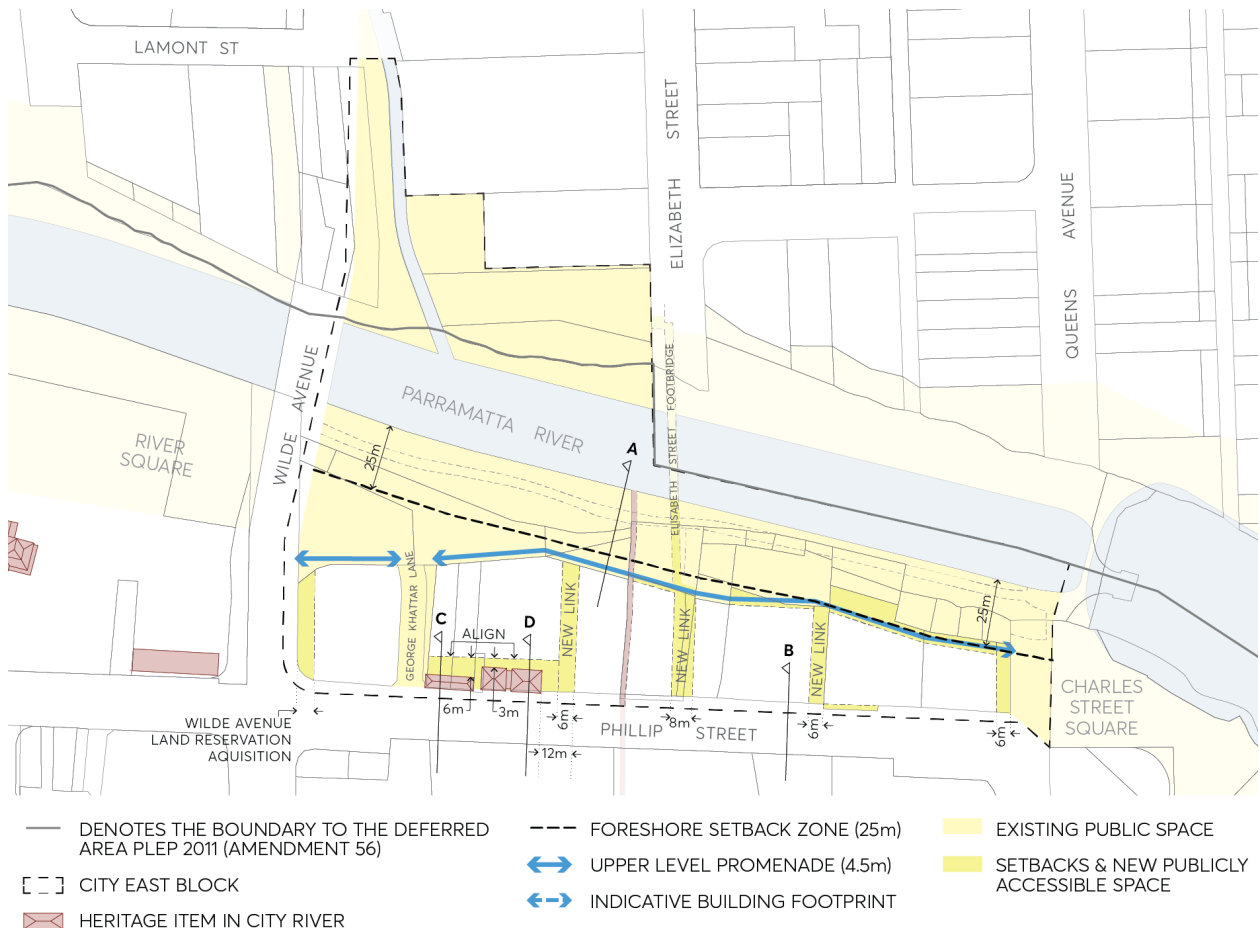 LAMONT ST
ELIZABETH STREET
QUEENS AVENUE
WILDE AVENUE
PARRAMATTA RIVER
RIVER
SQUARE
25m
A
ELISABETH STREET FOOTBRIDGE
GEORGE KHATTAR LANE
C
ALIGN
D
NEW LINK
NEW LINK
B
NEW LINK
25m
6m
3m
6m
8m
6m
6m
12m
WILDE AVENUE
LAND RESERVATION
AQUISITION
PHILLIP STREET
CHARLES
STREET
SQUARE
DENOTES THE BOUNDARY TO THE DEFERRED
AREA PLEP 2011 (AMENDMENT 56)
CITY EAST BLOCK
HERITAGE ITEM IN CITY RIVER
FORESHORE SETBACK ZONE (25m)
UPPER LEVEL PROMENADE (4.5m)
INDICATIVE BUILDING FOOTPRINT
EXISTING PUBLIC SPACE
SETBACKS & NEW PUBLICLY
ACCESSIBLE SPACE